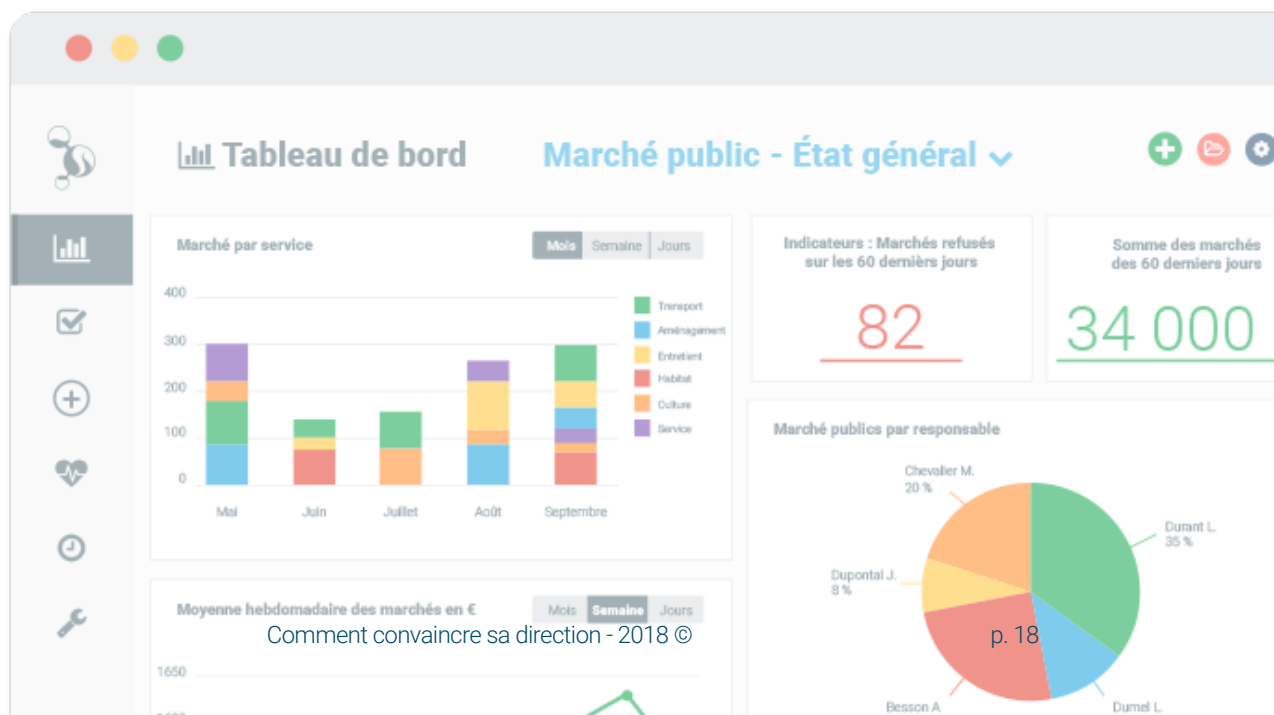 Tableau de bord
Marché public - État général
Marché par service
Mois Semaine Jours
400
300
200
100
0
Mai
Juin
Juillet
Août
Septembre
Transport
Aménagement
Entretient
Habitat
Culture
Service
Indicateurs : Marchés refusés
sur les 60 derniers jours
82
Somme des marchés
des 60 derniers jours
34 000
Marché publics par responsable
Chevalier M.
20 %
Durant L.
35 %
Dupontal J.
8 %
Besson A
Dumel L.
Moyenne hebdomadaire des marchés en €
Mois Semaine Jours
1650
Comment convaincre sa direction - 2018 ©
p. 18